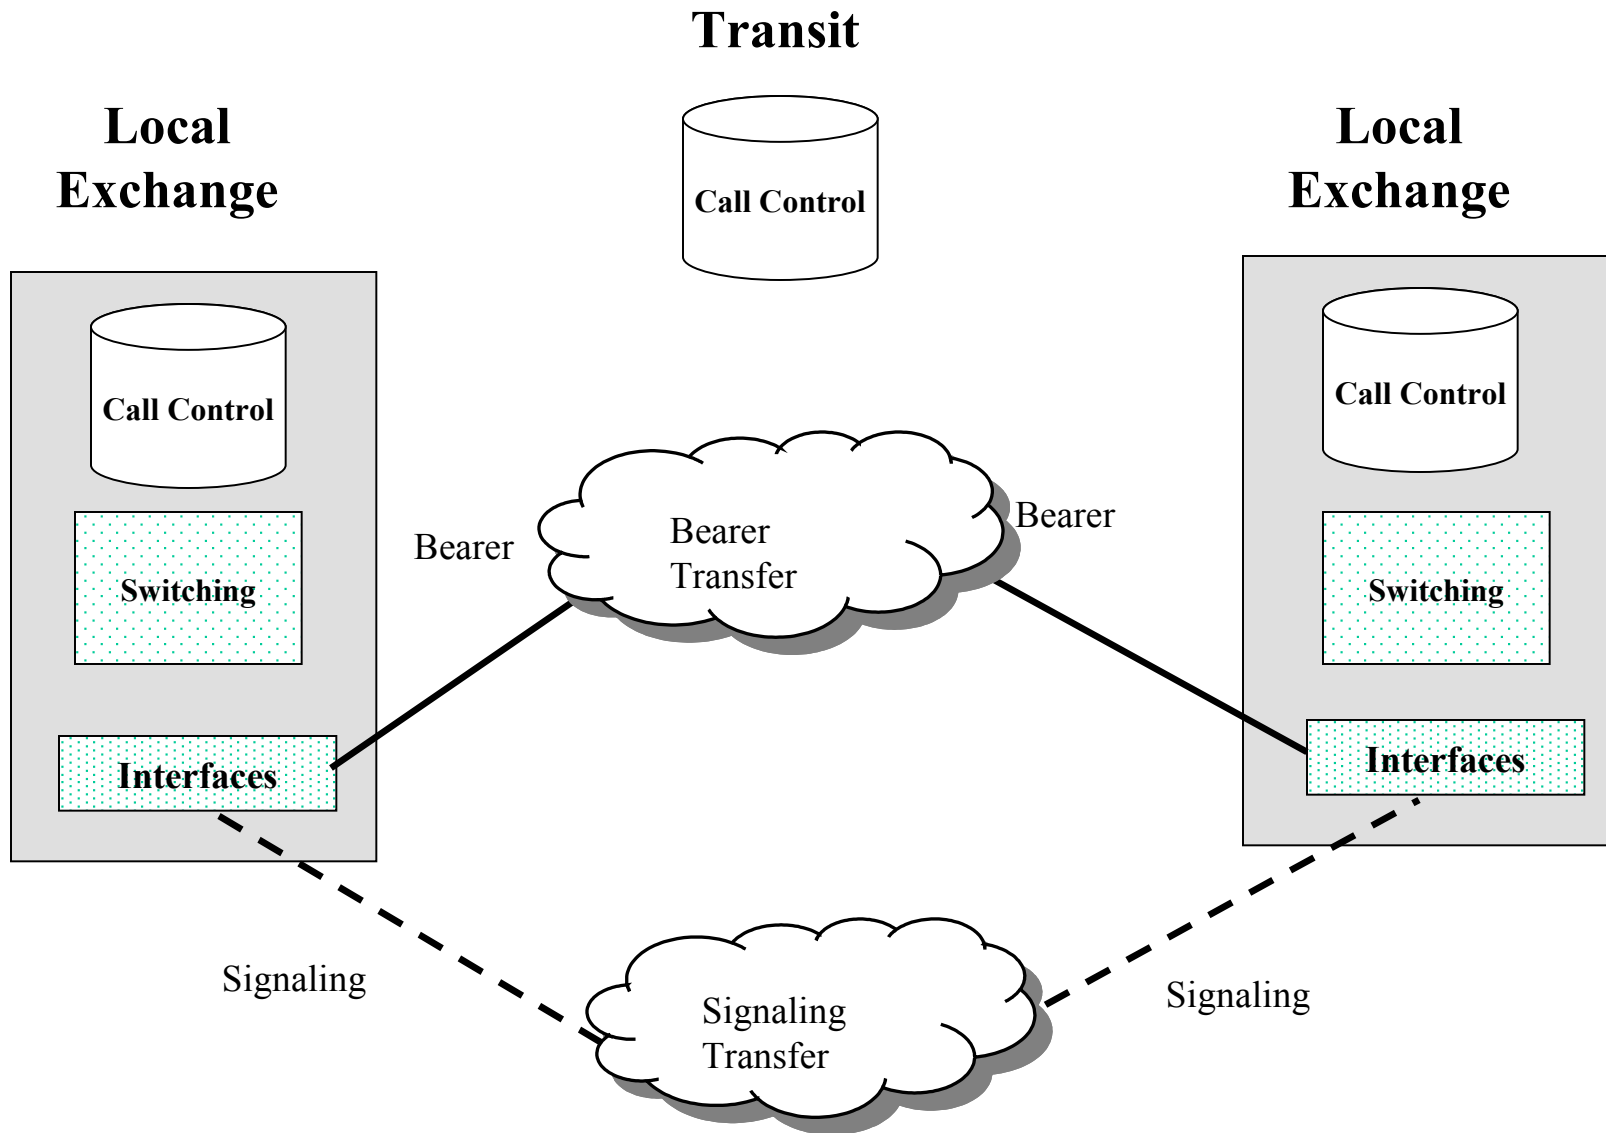 Transit
Local
Exchange
Call Control
Local
Exchange
Call Control
Call Control
Bearer
Bearer
Transfer
Bearer
Switching
Switching
Interfaces
Interfaces
Signaling
Signaling
Transfer
Signaling